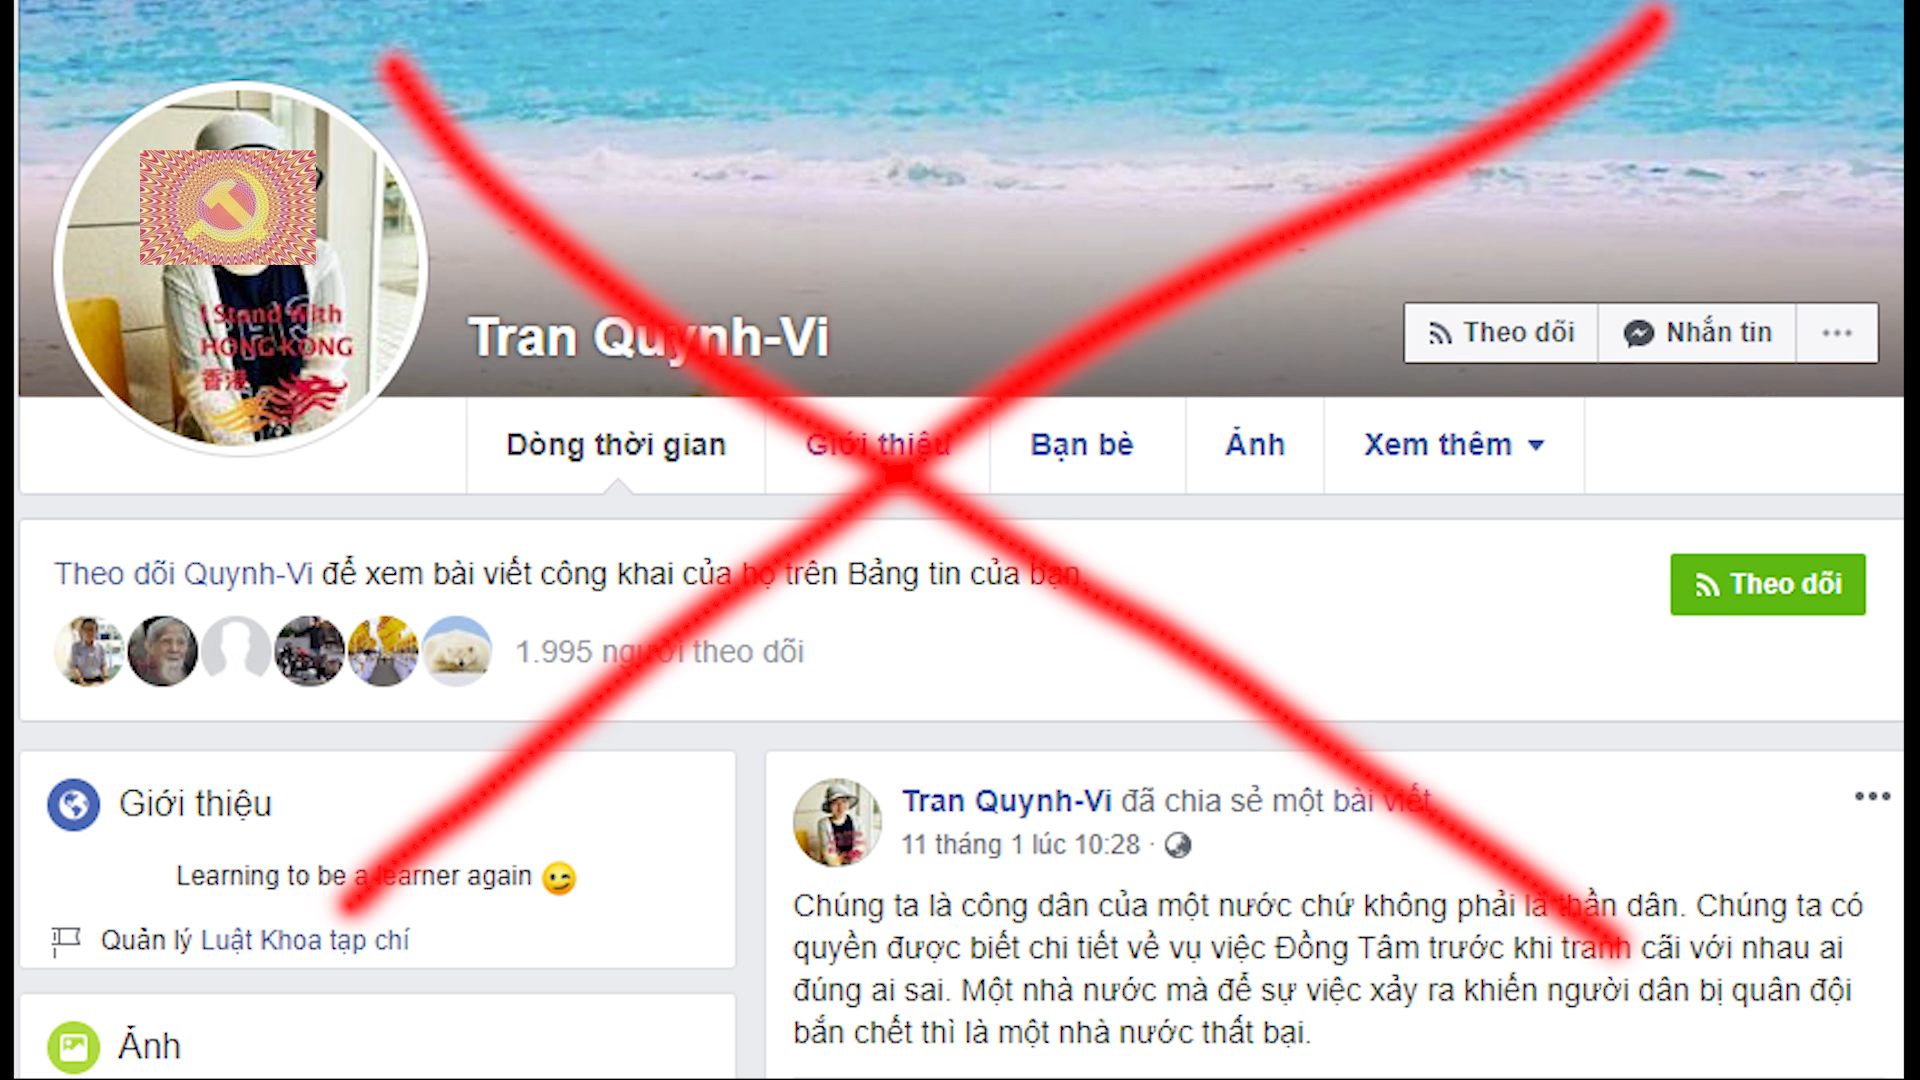 I Stand With
HONG KONG
香港
Tran Quynh-Vi
Theo dõi
Nhắn tin
Dòng thời gian
Giới thiệu
Bạn bè
Ảnh
Xem thêm
Theo dõi Quynh-Vi để xem bài viết công khai của họ trên Bảng tin của bạn.
Theo dõi
1.995 người theo dõi
Giới thiệu
Learning to be a learner again
Quản lý Luật Khoa tạp chí
Ảnh
Tran Quynh-Vi đã chia sẻ một bài viết.
11 tháng 1 lúc 10:28 ·
Chúng ta là công dân của một nước chứ không phải là thần dân. Chúng ta có
quyền được biết chi tiết về vụ việc Đồng Tâm trước khi tranh cãi với nhau ai
đúng ai sai. Một nhà nước mà để sự việc xảy ra khiến người dân bị quân đội
bắn chết thì là một nhà nước thất bại.